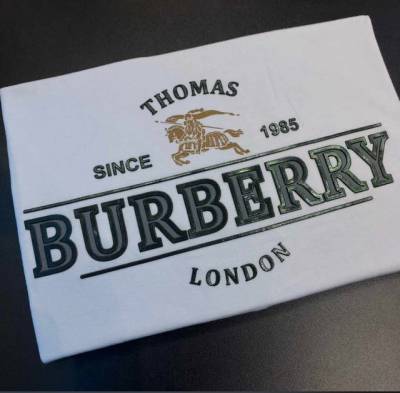 THOMAS
SINCE 1985
BURBERRY
LONDON